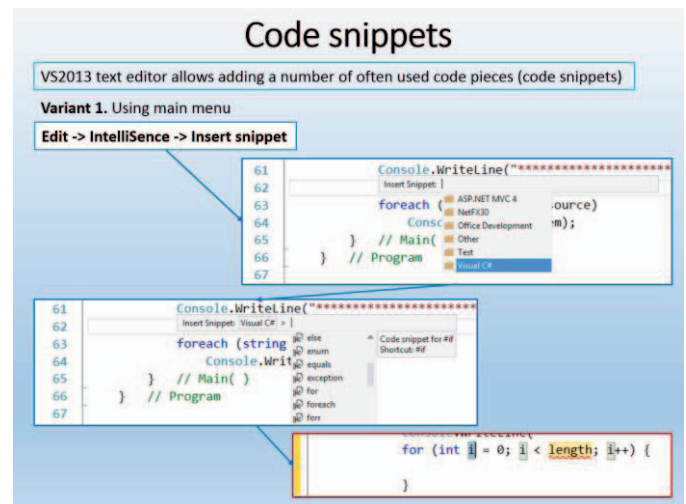 Code snippets
VS2013 text editor allows adding a number of often used code pieces (code snippets)
Variant 1. Using main menu
Edit -> IntelliSence -> Insert snippet
61 Console.WriteLine("***********************
62 Insert Snippet:
63 foreach ( ource)
64 Consc em);
65 } // Main(
66 } // Program
67
ASP.NET MVC 4
NetFX30
Office Development
Other
Test
Visual C#
61 Console.WriteLine("***********************
62 Insert Snippet: Visual C# >
63 foreach (string
64 Console.Writ
65 } // Main( )
66 } // Program
67
else
enum
equals
exception
for
foreach
forr
Code snippet for #if
Shortcut: #if
for (int i = 0; i < length; i++) {
}